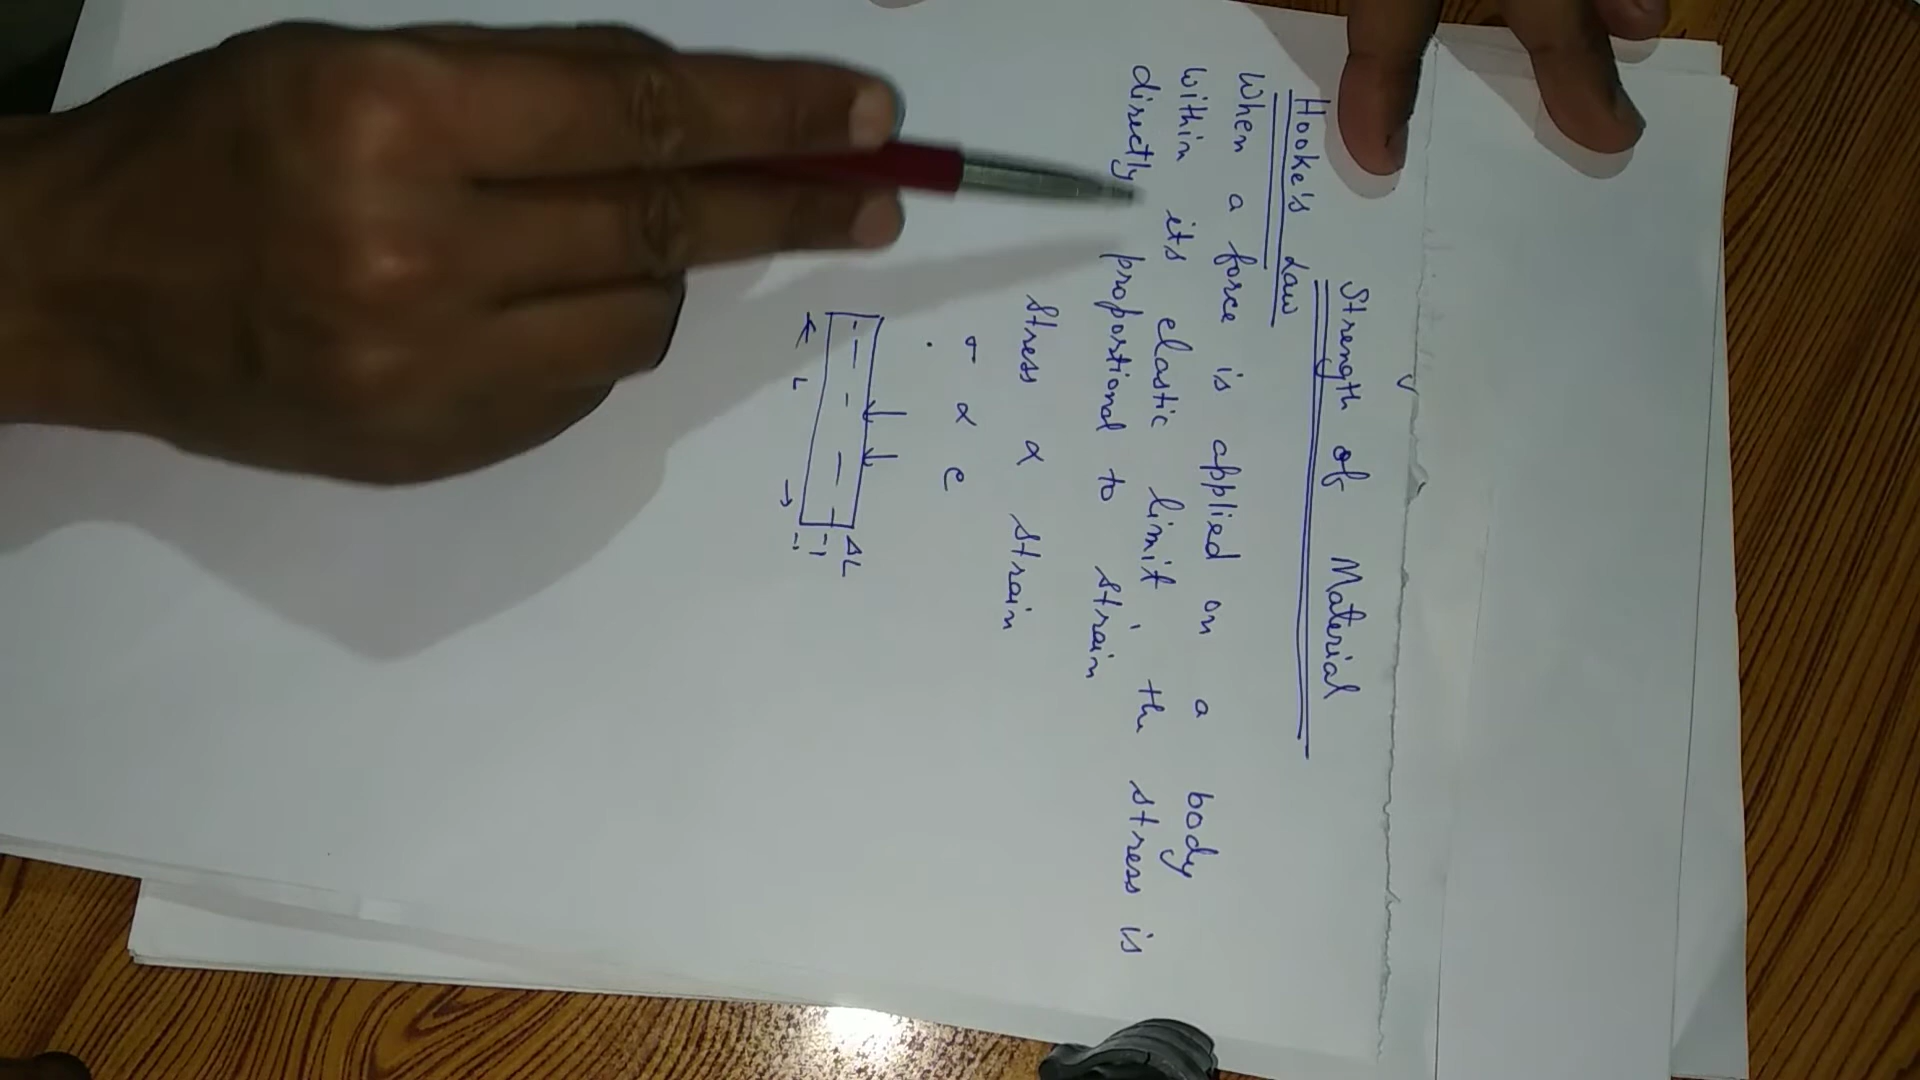 Strength of Material
Hooke's Law
When a force is applied on a body
within its elastic limit, the stress is
directly proportional to strain
stress α strain
σ α e
ΔL
L